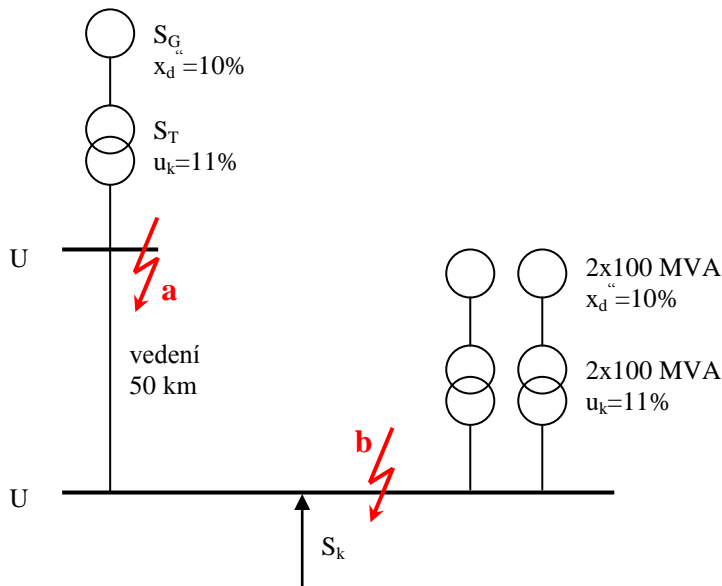 S_G
x_d“=10%
S_T
u_k=11%
U
a
vedení
50 km
2x100 MVA
x_d“=10%
2x100 MVA
u_k=11%
b
U
S_k